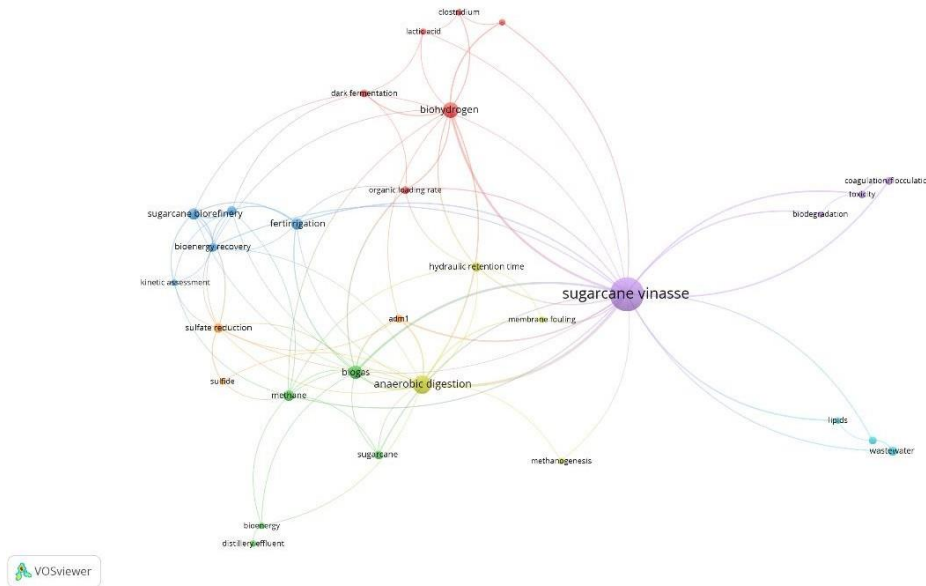 clostridium
lactic acid
dark fermentation
biohydrogen
organic loading rate
coagulation/flocculation
toxicity
biodegradation
sugarcane biorefinery
fertirrigation
bioenergy recovery
hydraulic retention time
kinetic assessment
sugarcane vinasse
adm1
membrane fouling
sulfate reduction
biogas
sulfide
anaerobic digestion
methane
lipids
wastewater
sugarcane
methanogenesis
bioenergy
distillery effluent
VOSviewer